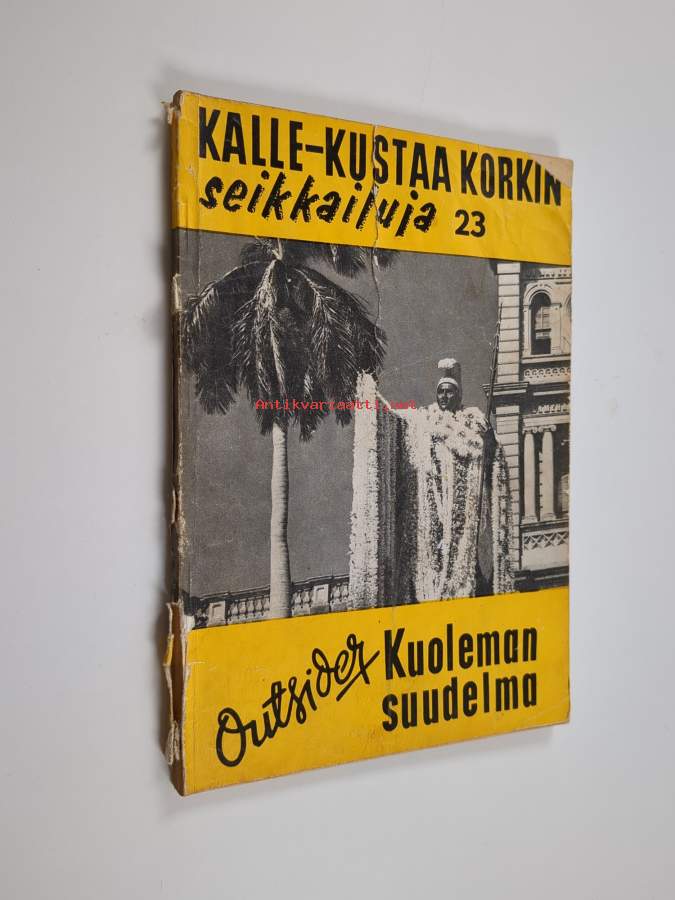 KALLE-KUSTAA KORKIN
seikkailuja 23
Antikvariaatti.net
Outsider
Kuoleman
suudelma